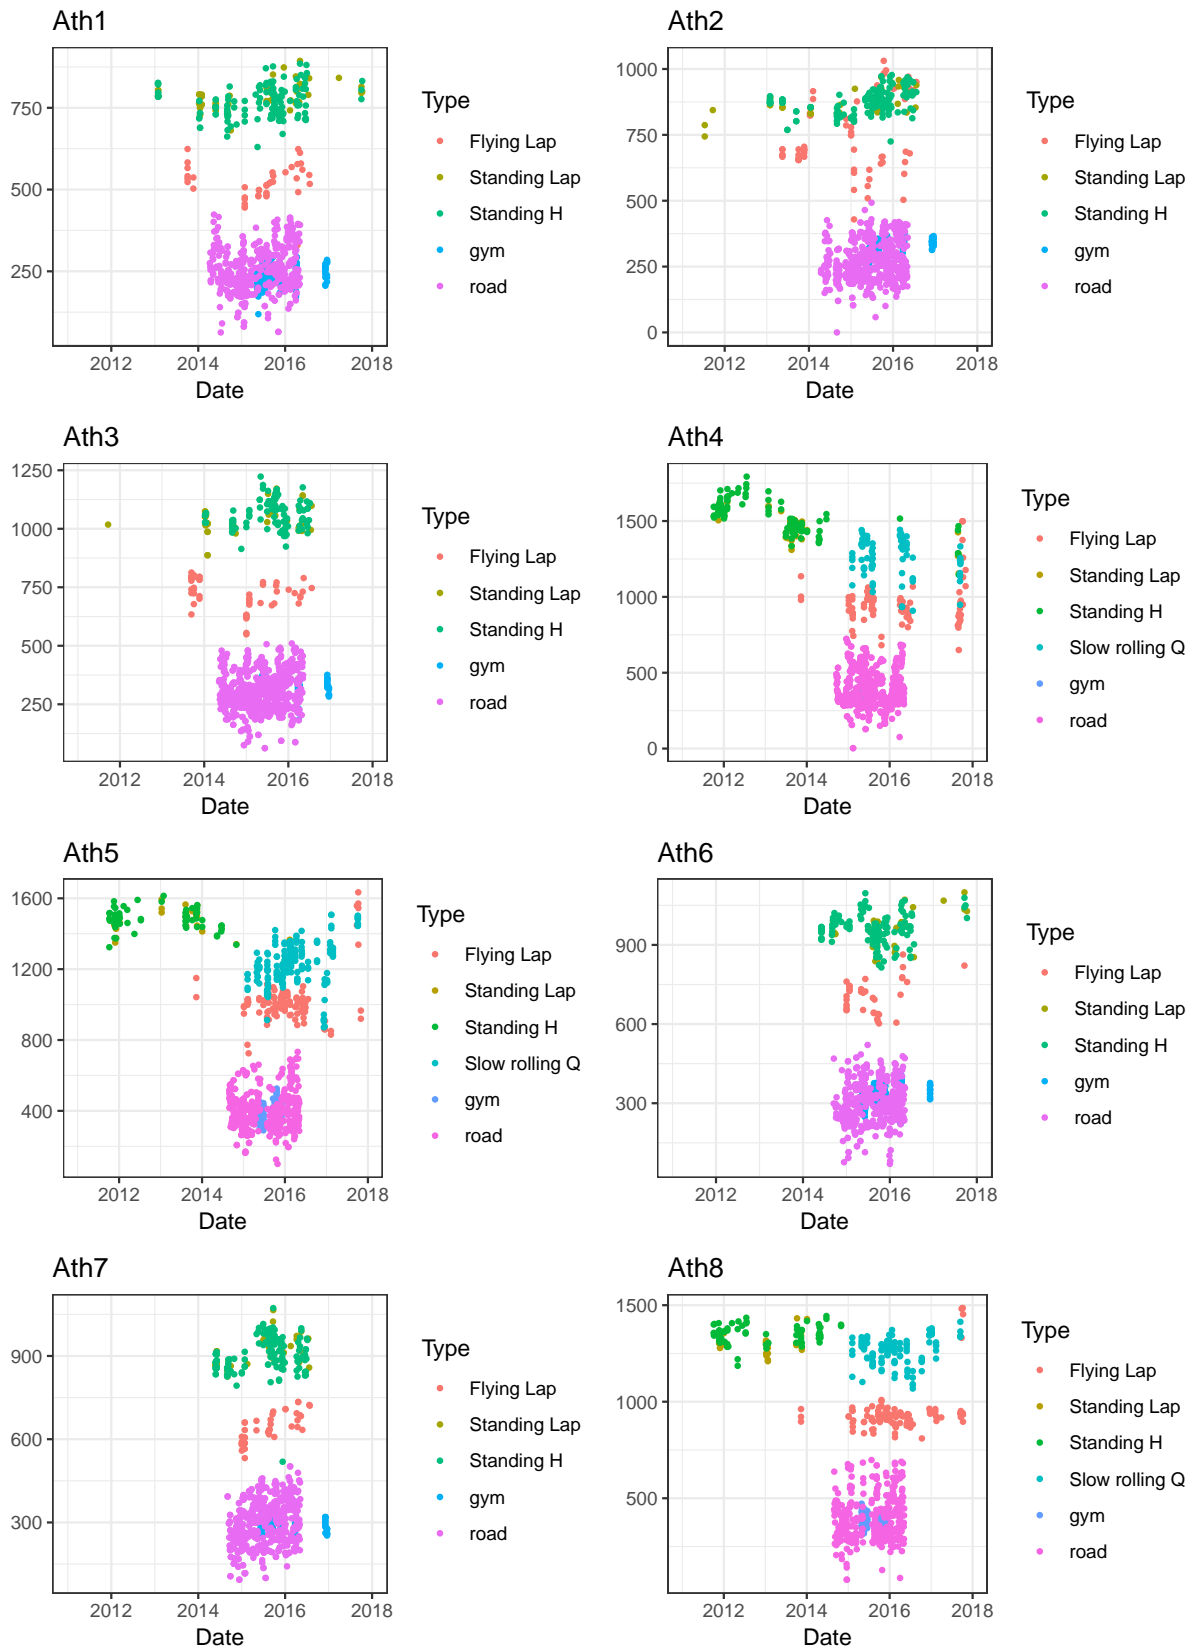 Ath1
750
500
250
2012 2014 2016 2018
Date
Type
Flying Lap
Standing Lap
Standing H
gym
road
Ath2
1000
750
500
250
0
2012 2014 2016 2018
Date
Type
Flying Lap
Standing Lap
Standing H
gym
road
Ath3
1250
1000
750
500
250
2012 2014 2016 2018
Date
Type
Flying Lap
Standing Lap
Standing H
gym
road
Ath4
1500
1000
500
0
2012 2014 2016 2018
Date
Type
Flying Lap
Standing Lap
Standing H
Slow rolling Q
gym
road
Ath5
1600
1200
800
400
2012 2014 2016 2018
Date
Type
Flying Lap
Standing Lap
Standing H
Slow rolling Q
gym
road
Ath6
900
600
300
2012 2014 2016 2018
Date
Type
Flying Lap
Standing Lap
Standing H
gym
road
Ath7
900
600
300
2012 2014 2016 2018
Date
Type
Flying Lap
Standing Lap
Standing H
gym
road
Ath8
1500
1000
500
2012 2014 2016 2018
Date
Type
Flying Lap
Standing Lap
Standing H
Slow rolling Q
gym
road